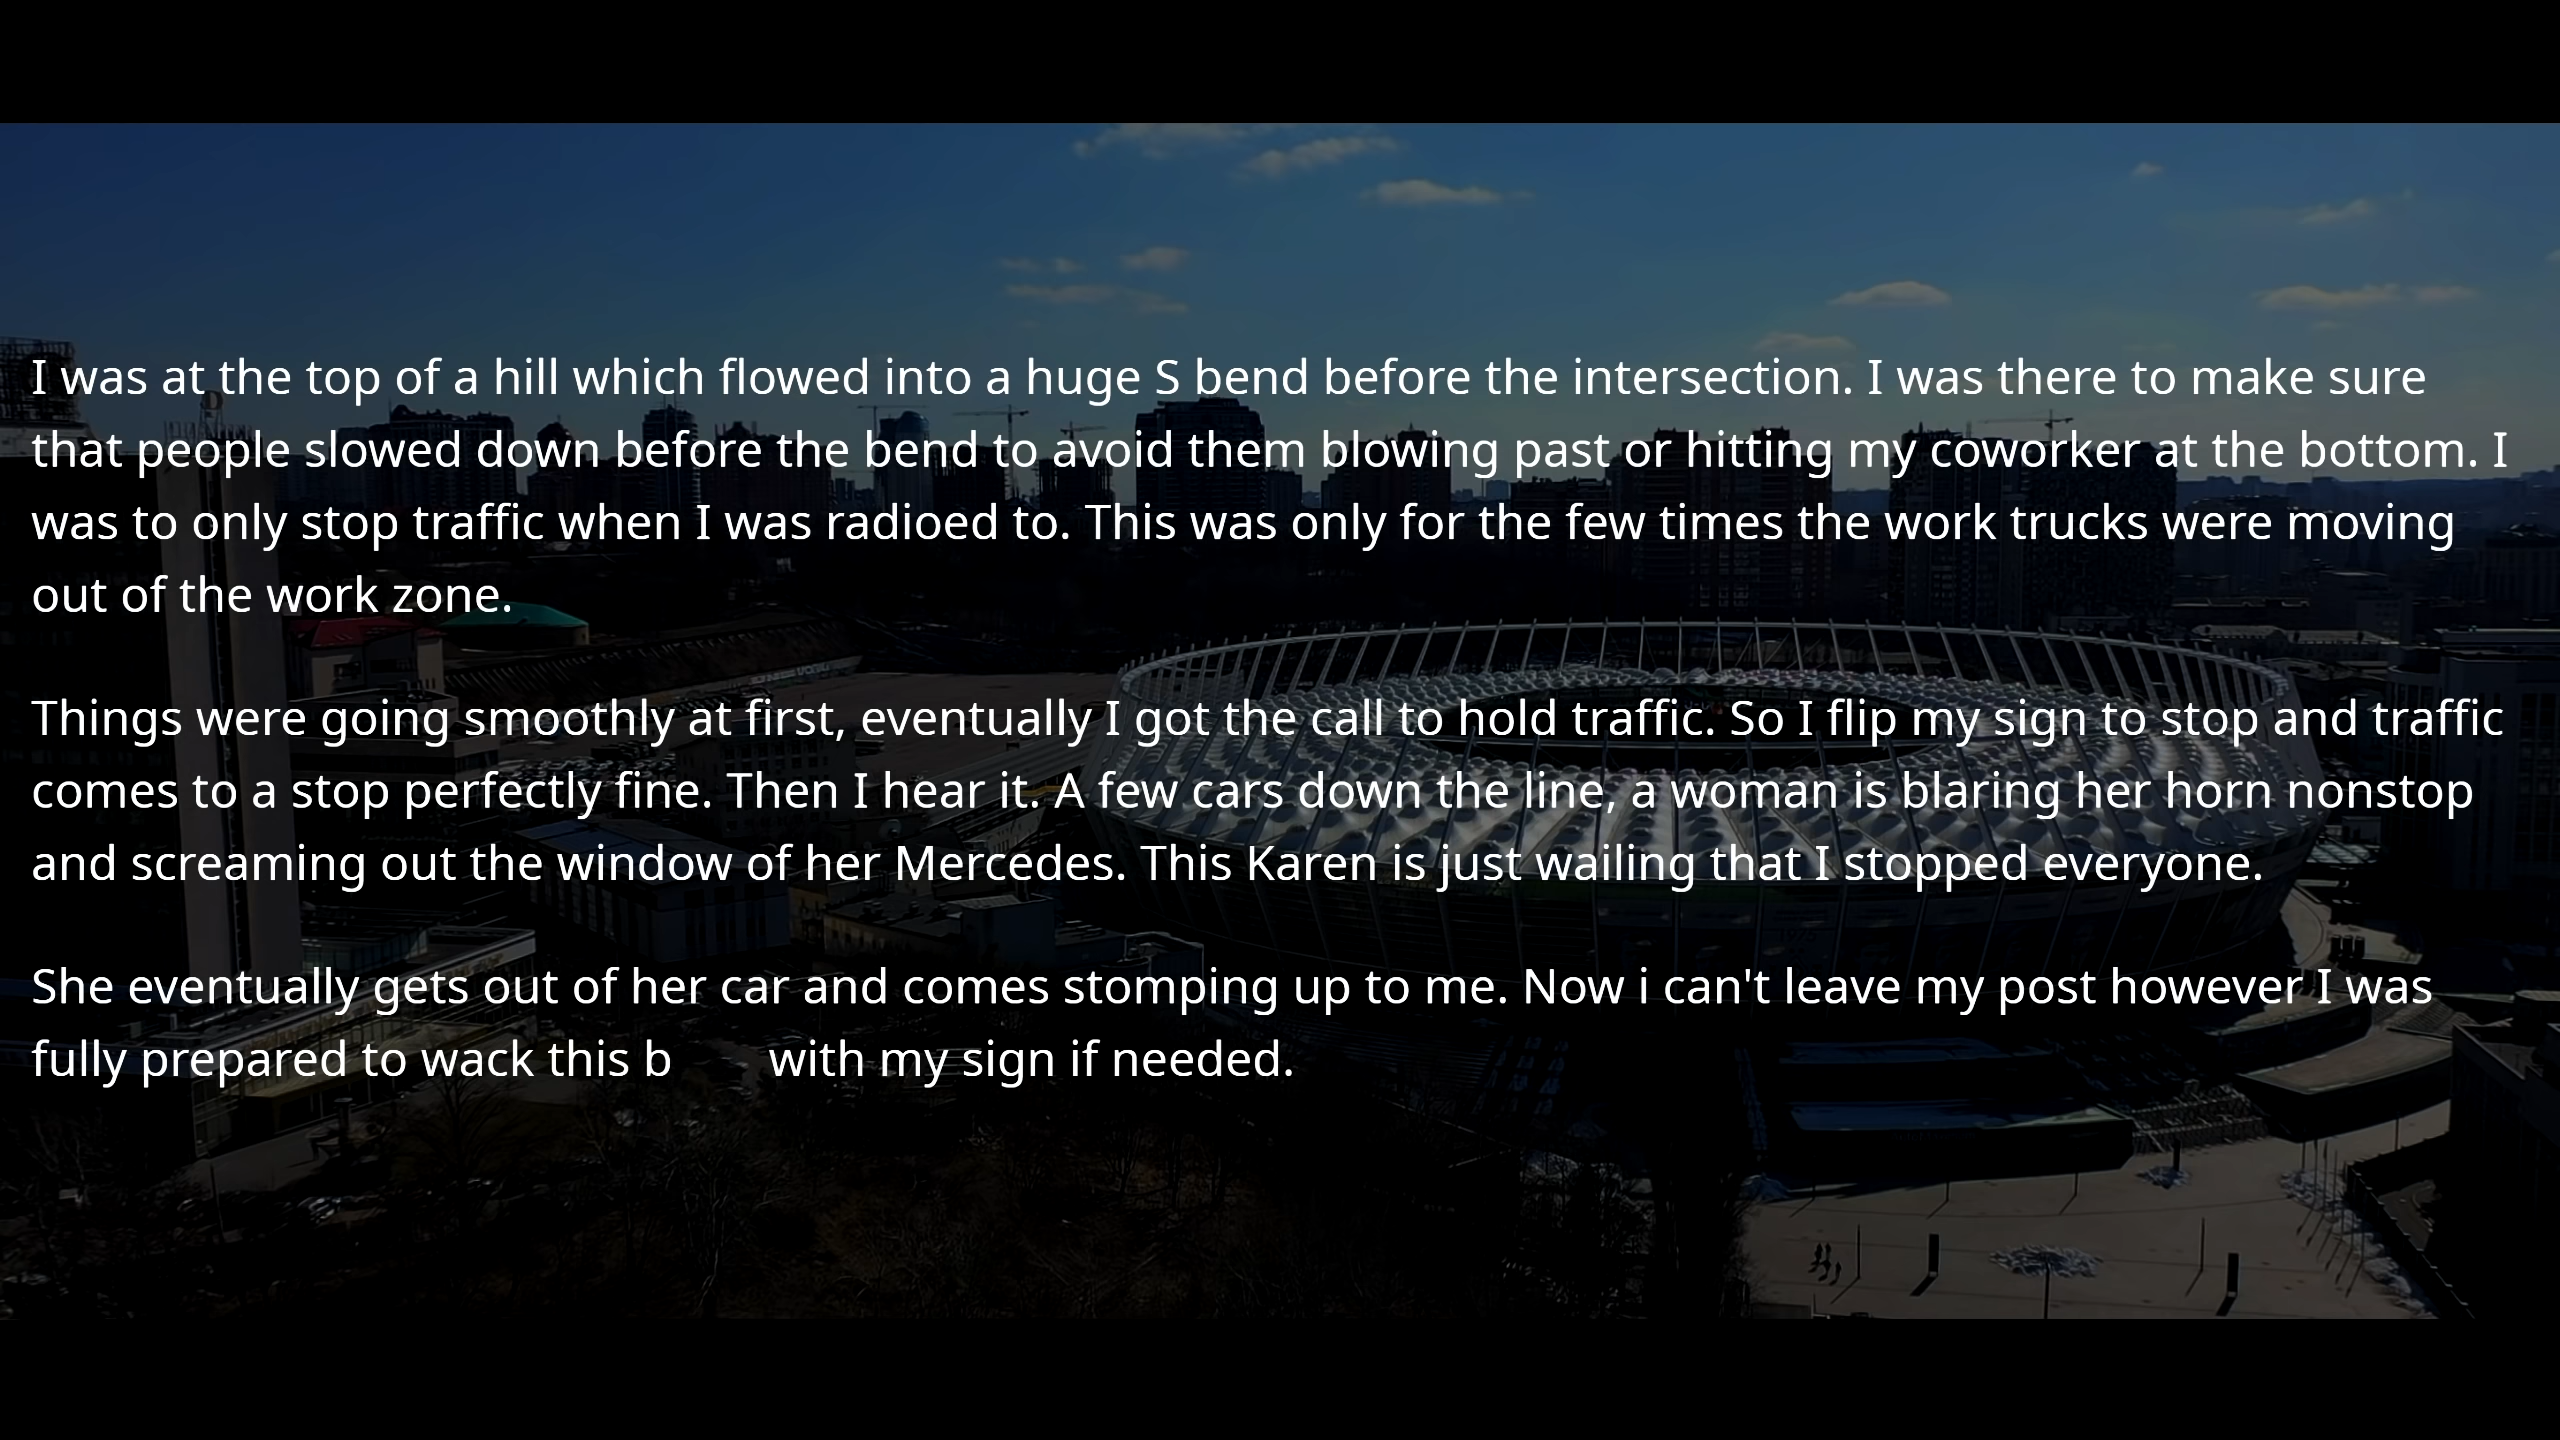 I was at the top of a hill which flowed into a huge S bend before the intersection. I was there to make sure
that people slowed down before the bend to avoid them blowing past or hitting my coworker at the bottom. I
was to only stop traffic when I was radioed to. This was only for the few times the work trucks were moving
out of the work zone.
Things were going smoothly at first, eventually I got the call to hold traffic. So I flip my sign to stop and traffic
comes to a stop perfectly fine. Then I hear it. A few cars down the line, a woman is blaring her horn nonstop
and screaming out the window of her Mercedes. This Karen is just wailing that I stopped everyone.
She eventually gets out of her car and comes stomping up to me. Now i can't leave my post however I was
fully prepared to wack this b with my sign if needed.